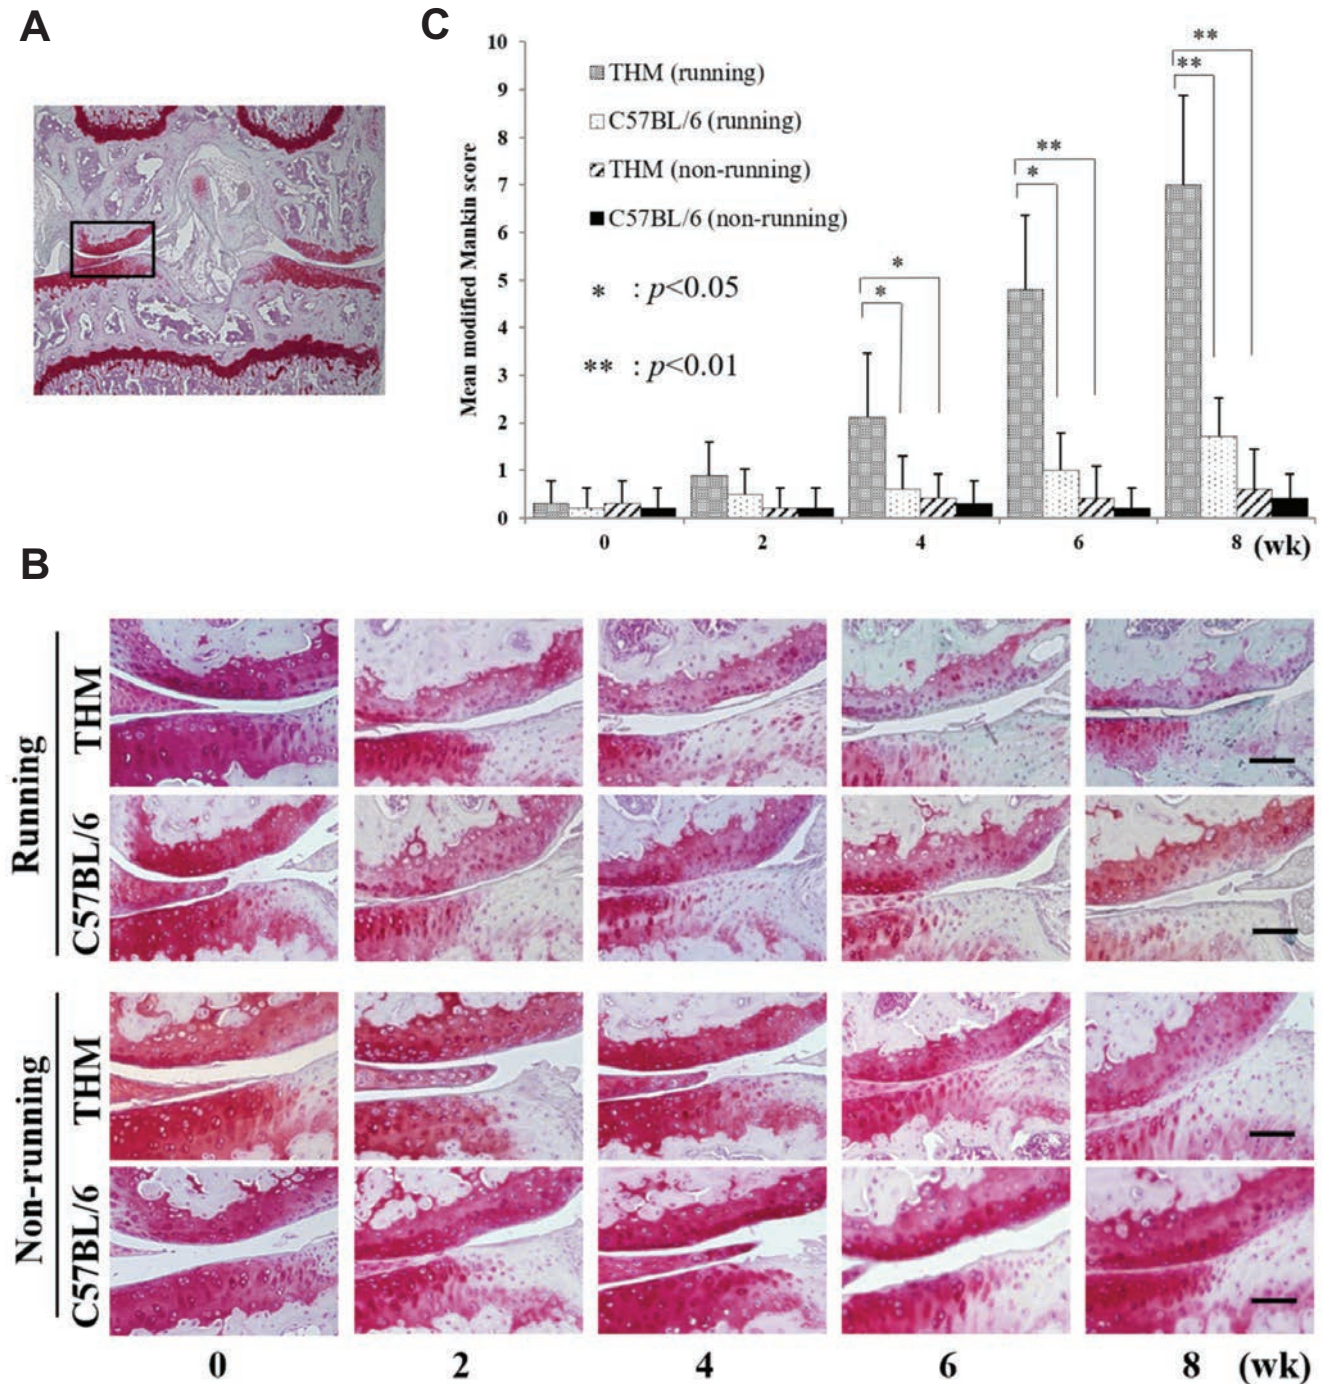 A
C
10
9
8
7
6
5
4
3
2
1
0
Mean modified Mankin score
THM (running)
C57BL/6 (running)
THM (non-running)
C57BL/6 (non-running)
* : p<0.05
** : p<0.01
*
*
*
**
**
**
0 2 4 6 8 (wk)
B
Running
THM
C57BL/6
Non-running
THM
C57BL/6
0 2 4 6 8 (wk)